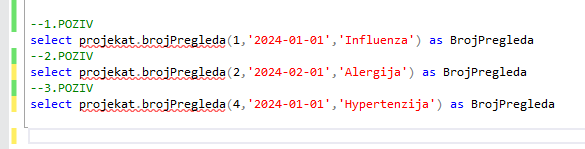 --1.POZIV
select projekat.brojPregleda(1,'2024-01-01','Influenza') as BrojPregleda
--2.POZIV
select projekat.brojPregleda(2,'2024-02-01','Alergija') as BrojPregleda
--3.POZIV
select projekat.brojPregleda(4,'2024-01-01','Hypertenzija') as BrojPregleda